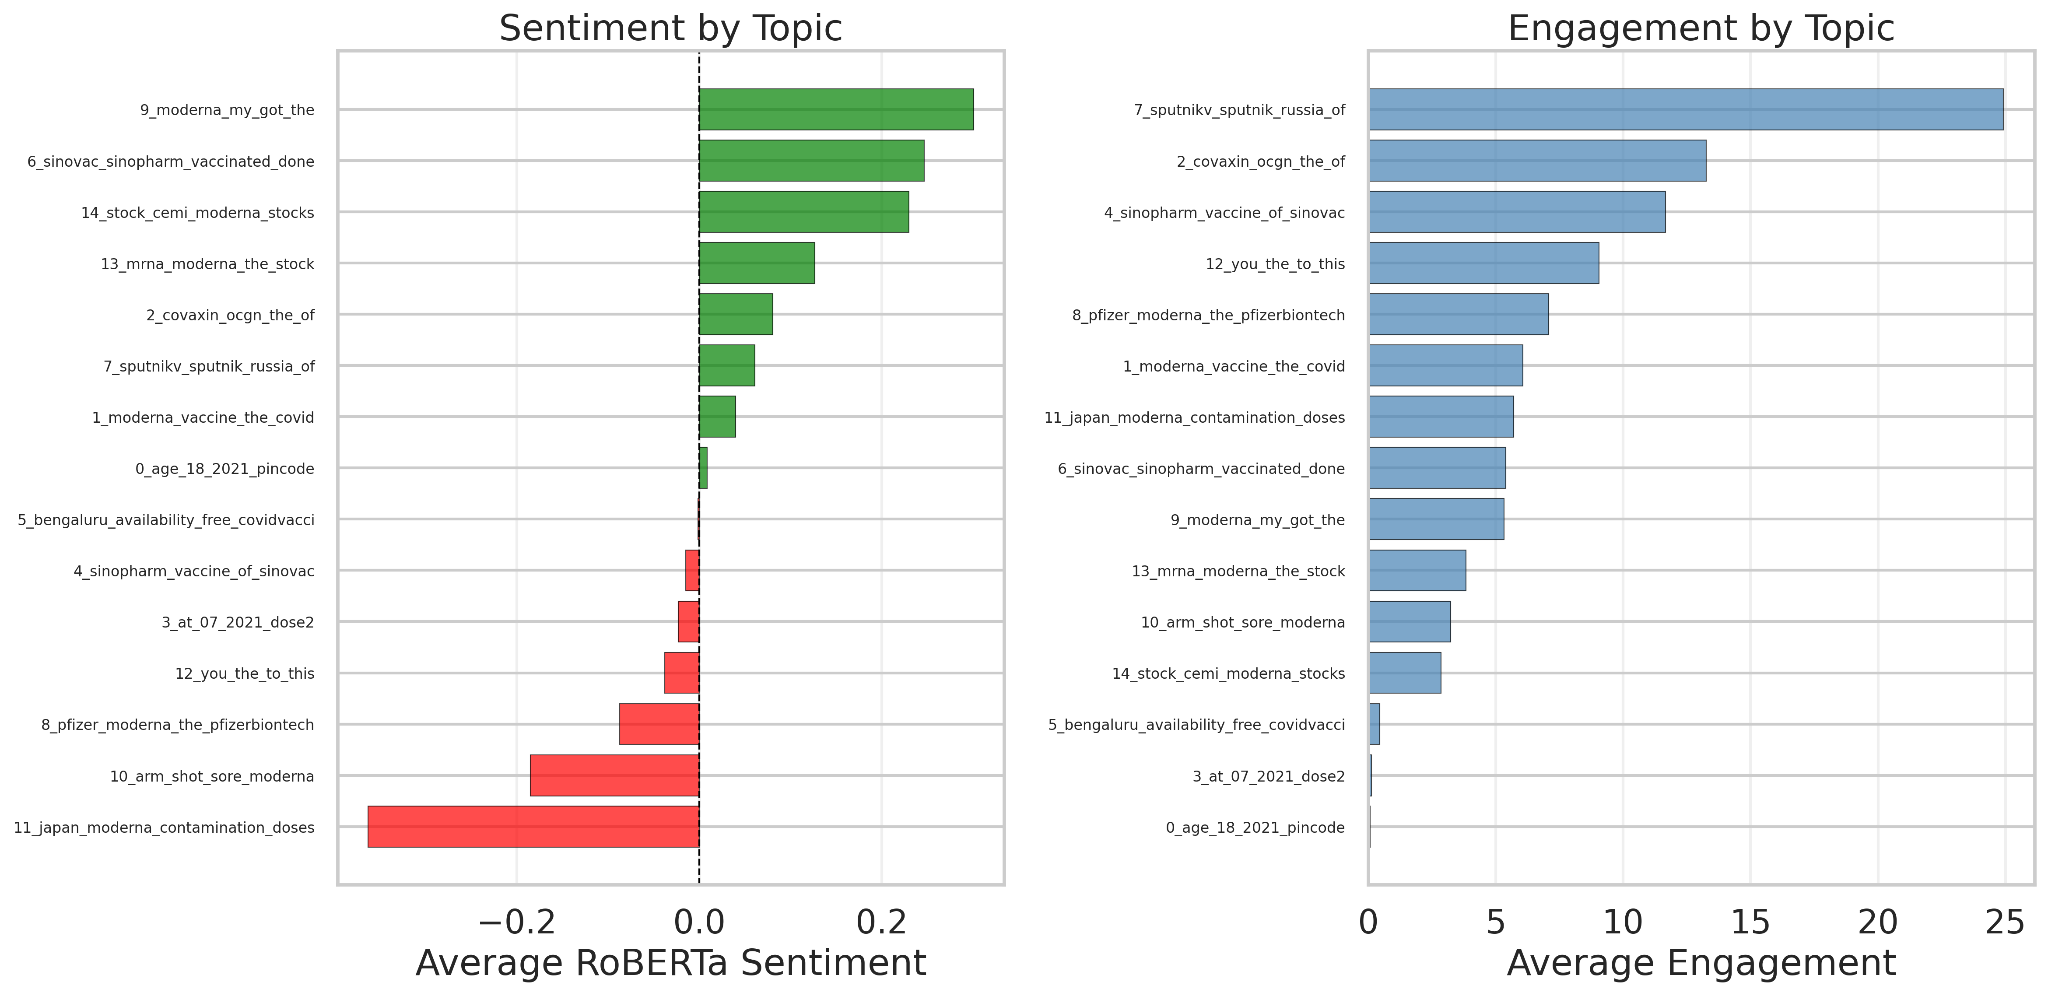 Sentiment by Topic
9_moderna_my_got_the
6_sinovac_sinopharm_vaccinated_done
14_stock_cemi_moderna_stocks
13_mrna_moderna_the_stock
2_covaxin_ocgn_the_of
7_sputnikv_sputnik_russia_of
1_moderna_vaccine_the_covid
0_age_18_2021_pincode
5_bengaluru_availability_free_covidvacci
4_sinopharm_vaccine_of_sinovac
3_at_07_2021_dose2
12_you_the_to_this
8_pfizer_moderna_the_pfizerbiontech
10_arm_shot_sore_moderna
11_japan_moderna_contamination_doses
−0.2 0.0 0.2
Average RoBERTa Sentiment
Engagement by Topic
7_sputnikv_sputnik_russia_of
2_covaxin_ocgn_the_of
4_sinopharm_vaccine_of_sinovac
12_you_the_to_this
8_pfizer_moderna_the_pfizerbiontech
1_moderna_vaccine_the_covid
11_japan_moderna_contamination_doses
6_sinovac_sinopharm_vaccinated_done
9_moderna_my_got_the
13_mrna_moderna_the_stock
10_arm_shot_sore_moderna
14_stock_cemi_moderna_stocks
5_bengaluru_availability_free_covidvacci
3_at_07_2021_dose2
0_age_18_2021_pincode
0 5 10 15 20 25
Average Engagement